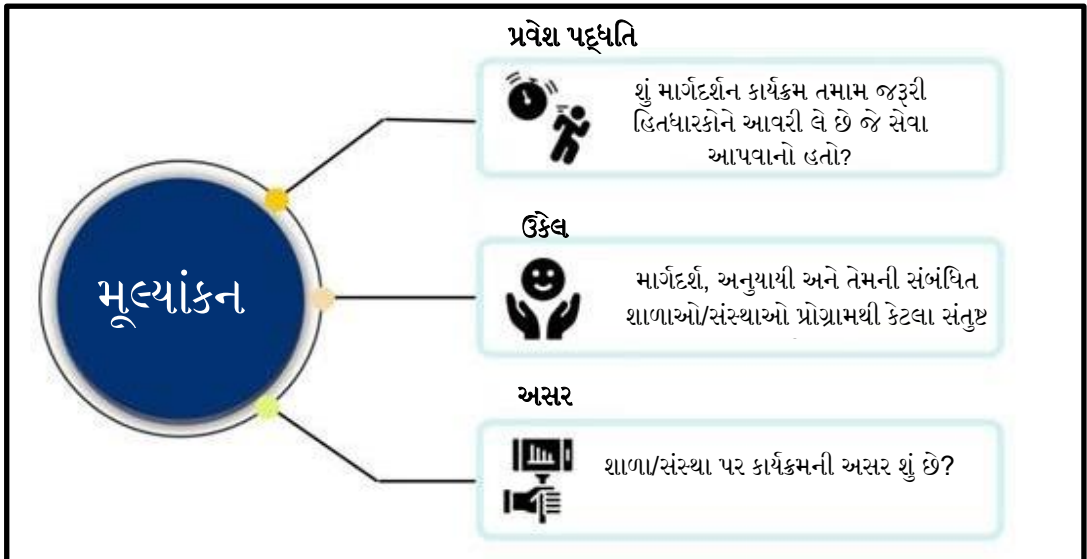 પ્રવેશ પદ્ધતિ
શું માર્ગદર્શન કાર્યક્રમ તમામ જરૂરી
હિતધારકોને આવરી લે છે જે સેવા
આપવાનો હતો?
મૂલ્યાંકન
ઉકેલ
માર્ગદર્શ, અનુયાયી અને તેમની સંબંધિત
શાળાઓ/સંસ્થાઓ પ્રોગ્રામથી કેટલા સંતુષ્ટ
અસર
શાળા/સંસ્થા પર કાર્યક્રમની અસર શું છે?